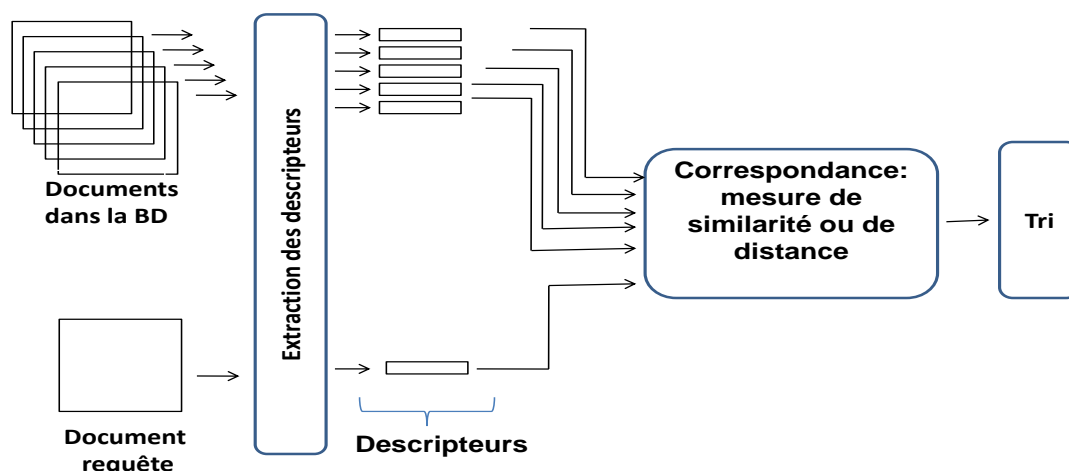 Documents
dans la BD
Extraction des descripteurs
Correspondance:
mesure de
similarité ou de
distance
Tri
Document
requête
Descripteurs